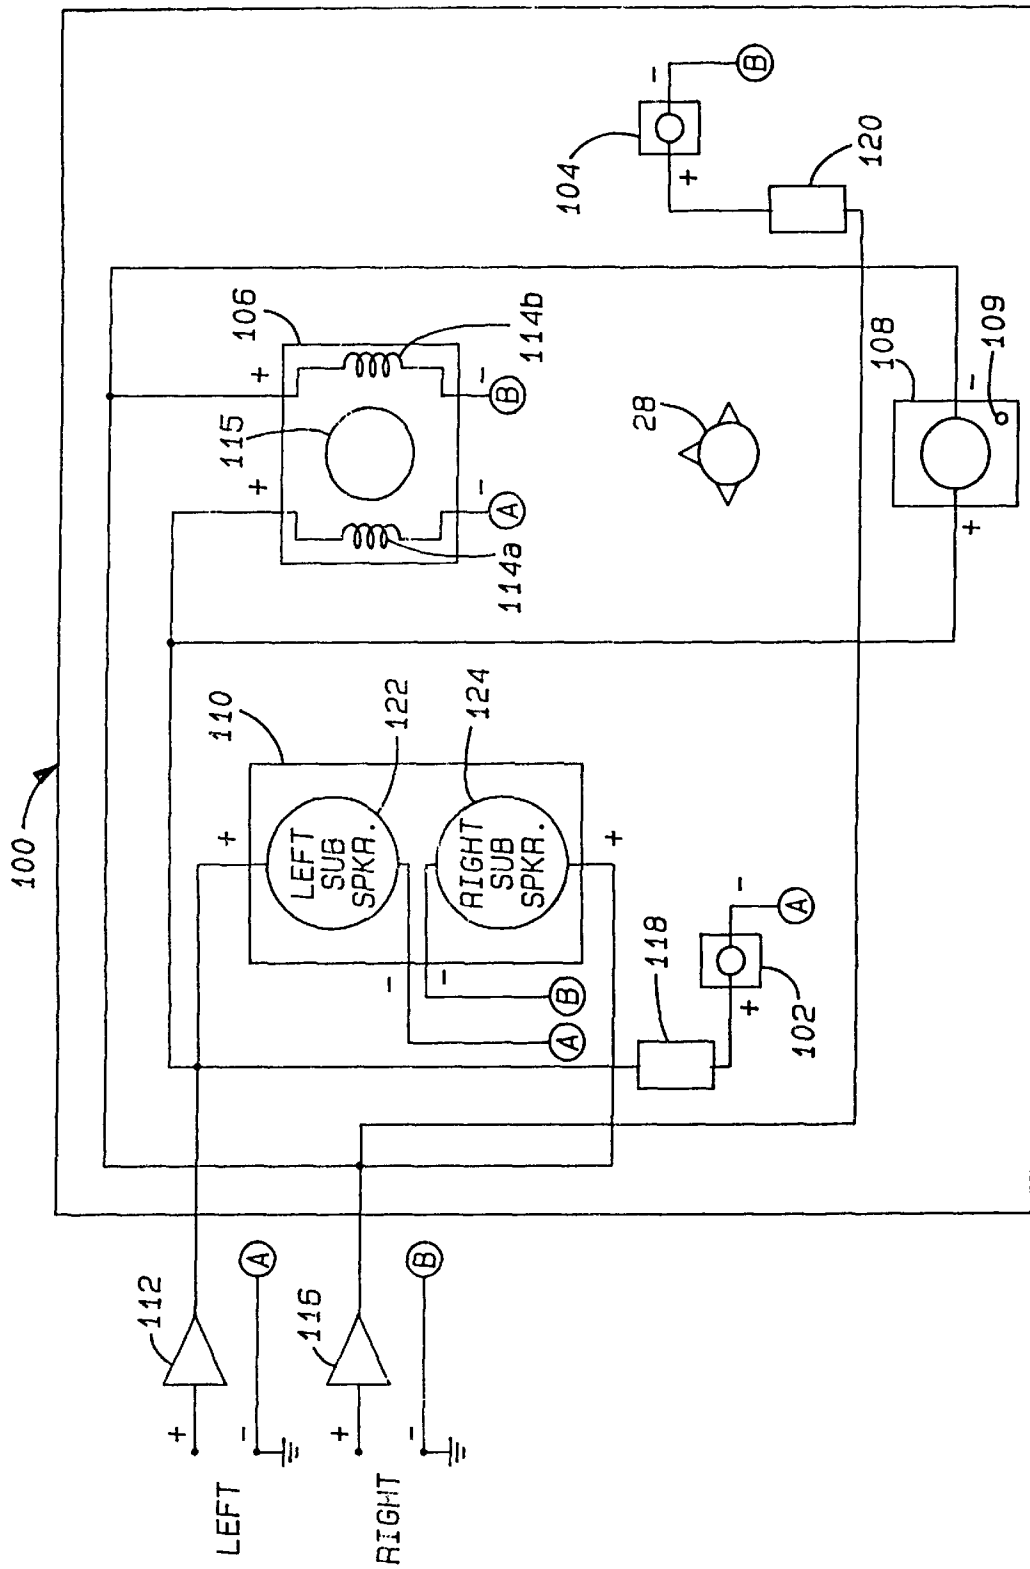 100
112
+
LEFT
-
A
116
+
RIGHT
-
B
110
+
LEFT
SUB
SPKR.
122
-
A
RIGHT
SUB
SPKR.
124
-
B
+
118
+
102
-
A
106
115
+
+
114a
114b
-
A
-
B
28
108
109
+
-
104
+
-
B
120